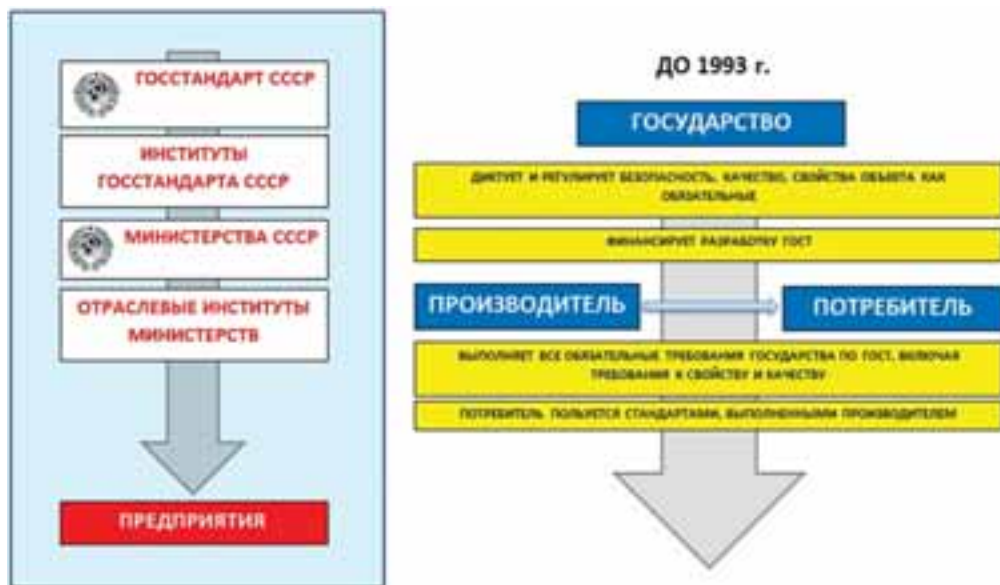 ГОССТАНДАРТ СССР
ИНСТИТУТЫ
ГОССТАНДАРТА СССР
МИНИСТЕРСТВА СССР
ОТРАСЛЕВЫЕ ИНСТИТУТЫ
МИНИСТЕРСТВ
ПРЕДПРИЯТИЯ
ДО 1993 г.
ГОСУДАРСТВО
ДИКТУЕТ И РЕГУЛИРУЕТ БЕЗОПАСНОСТЬ, КАЧЕСТВО, СВОЙСТВА ОБЪЕКТА КАК
ОБЯЗАТЕЛЬНЫЕ
ФИНАНСИРУЕТ РАЗРАБОТКУ ГОСТ
ПРОИЗВОДИТЕЛЬ
ПОТРЕБИТЕЛЬ
ВЫПОЛНЯЕТ ВСЕ ОБЯЗАТЕЛЬНЫЕ ТРЕБОВАНИЯ ГОСУДАРСТВА ПО ГОСТ, ВКЛЮЧАЯ
ТРЕБОВАНИЯ К СВОЙСТВУ И КАЧЕСТВУ
ПОТРЕБИТЕЛЬ ПОЛЬЗУЕТСЯ СТАНДАРТАМИ, ВЫПОЛНЕННЫМИ ПРОИЗВОДИТЕЛЕМ